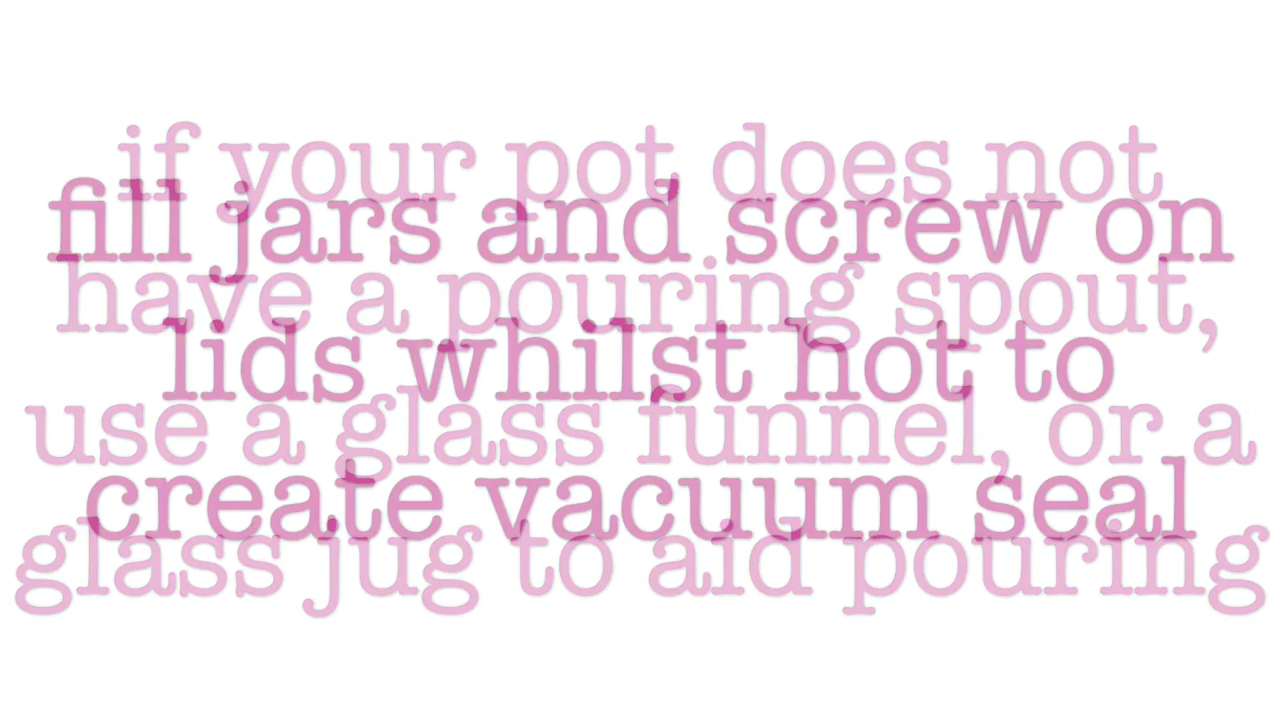 if your pot does not
fill jars and screw on
have a pouring spout,
lids whilst hot to
use a glass funnel, or a
create vacuum seal
glass jug to aid pouring